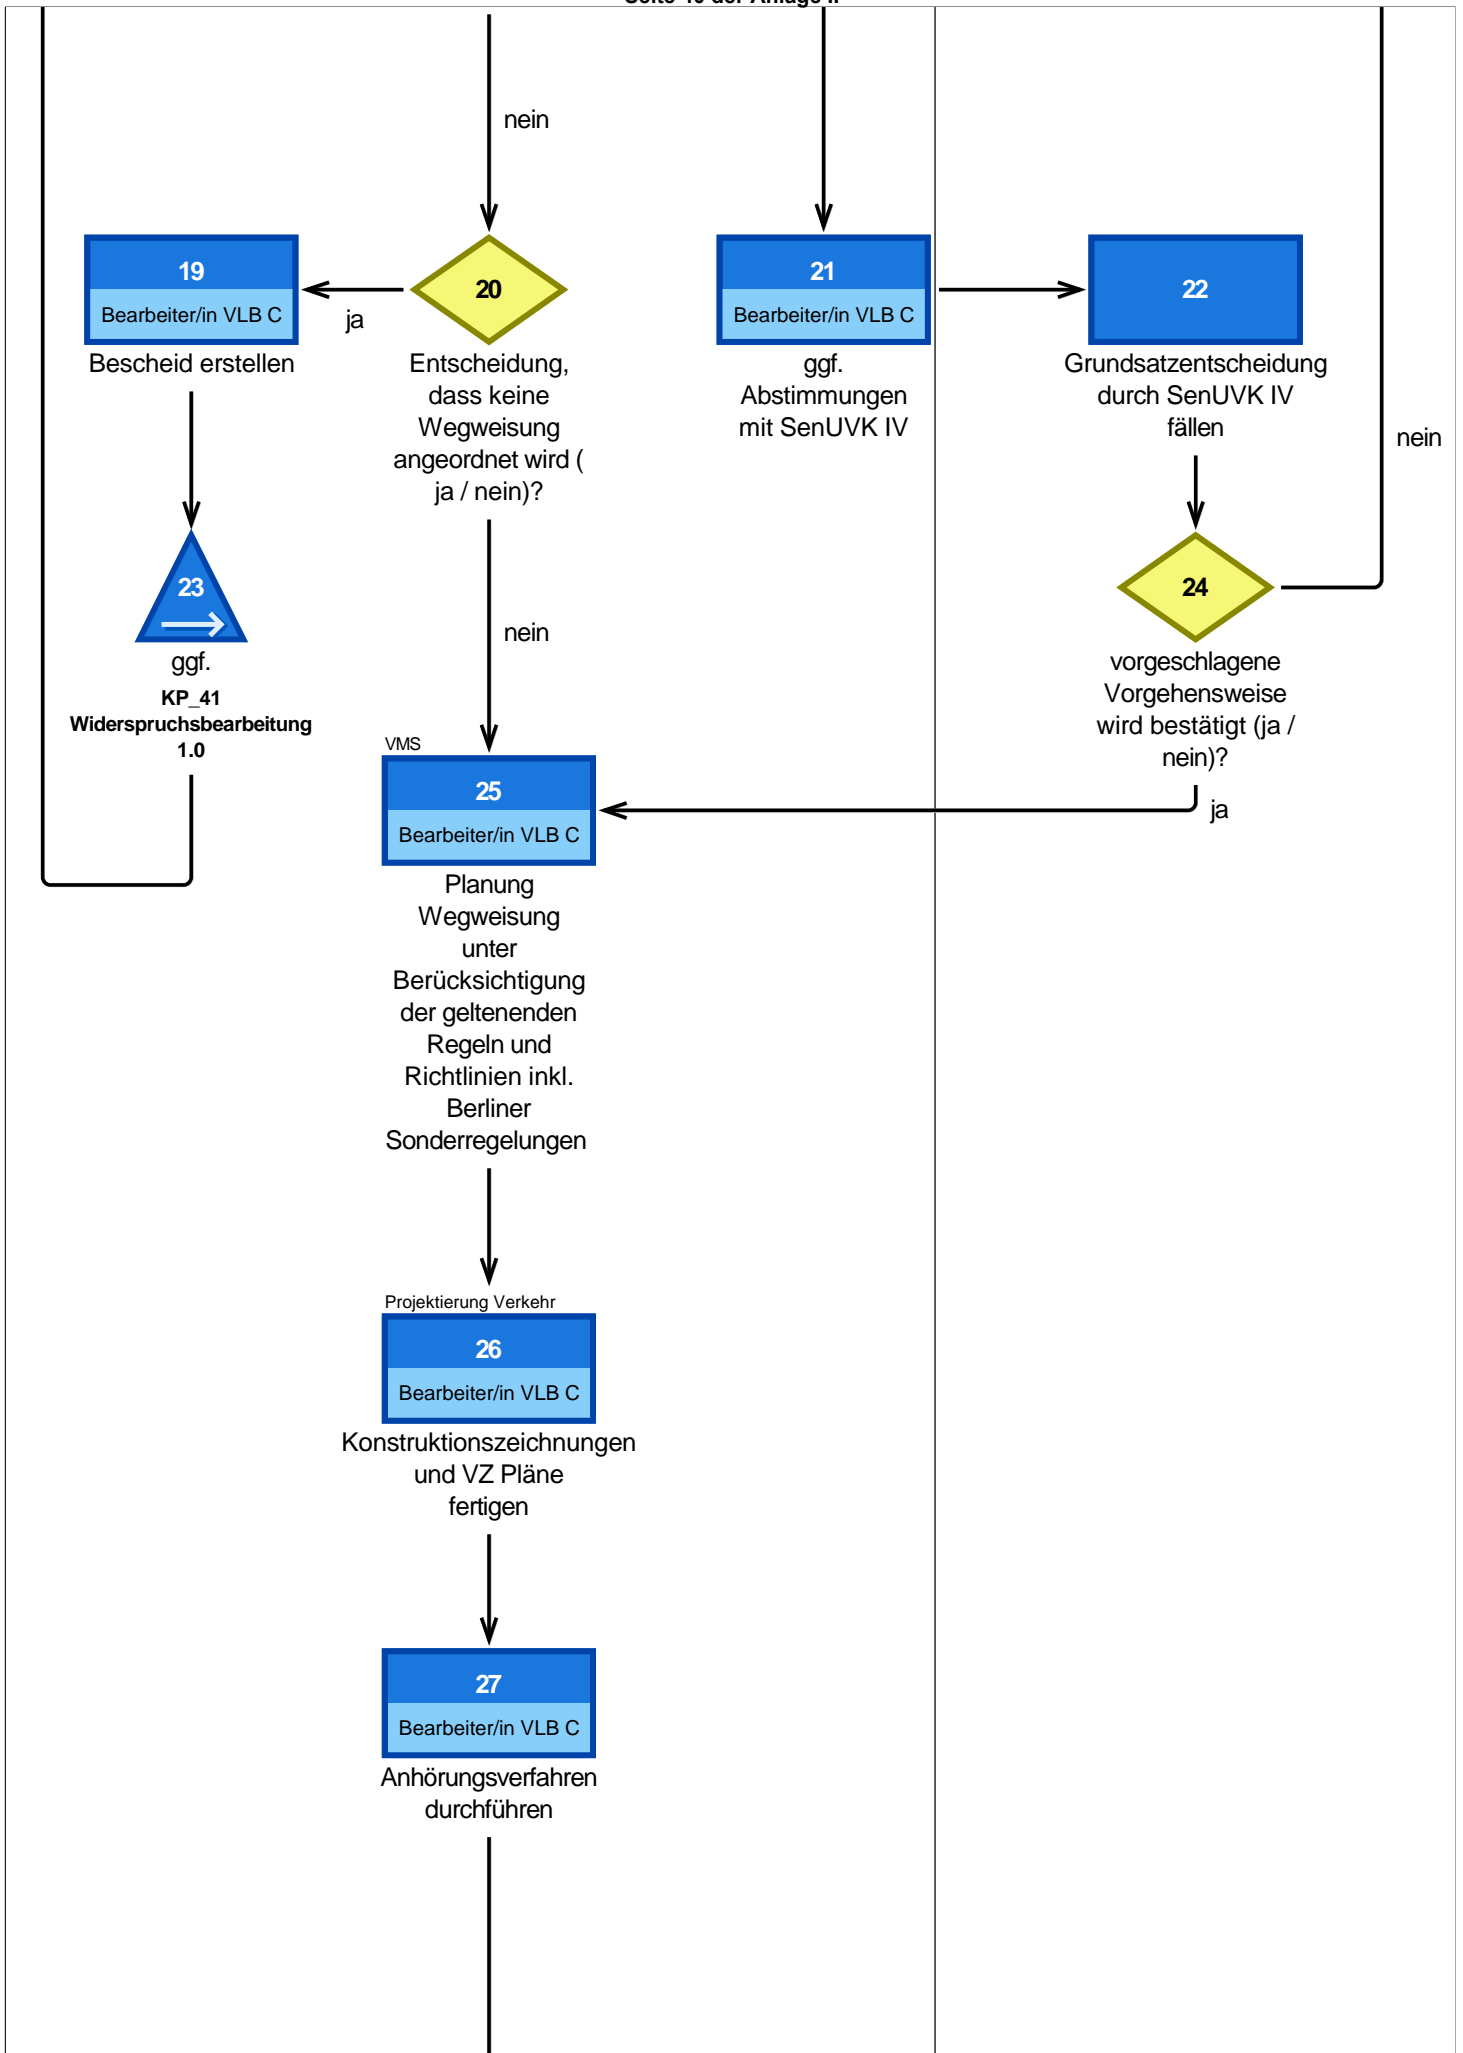 nein
19
Bearbeiter/in VLB C
Bescheid erstellen
ja
20
Entscheidung,
dass keine
Wegweisung
angeordnet wird (
ja / nein)?
21
Bearbeiter/in VLB C
ggf.
Abstimmungen
mit SenUVK IV
22
Grundsatzentscheidung
durch SenUVK IV
fällen
nein
23
ggf.
KP_41
Widerspruchsbearbeitung
1.0
nein
24
vorgeschlagene
Vorgehensweise
wird bestätigt (ja /
nein)?
ja
VMS
25
Bearbeiter/in VLB C
Planung
Wegweisung
unter
Berücksichtigung
der geltenenden
Regeln und
Richtlinien inkl.
Berliner
Sonderregelungen
Projektierung Verkehr
26
Bearbeiter/in VLB C
Konstruktionszeichnungen
und VZ Pläne
fertigen
27
Bearbeiter/in VLB C
Anhörungsverfahren
durchführen